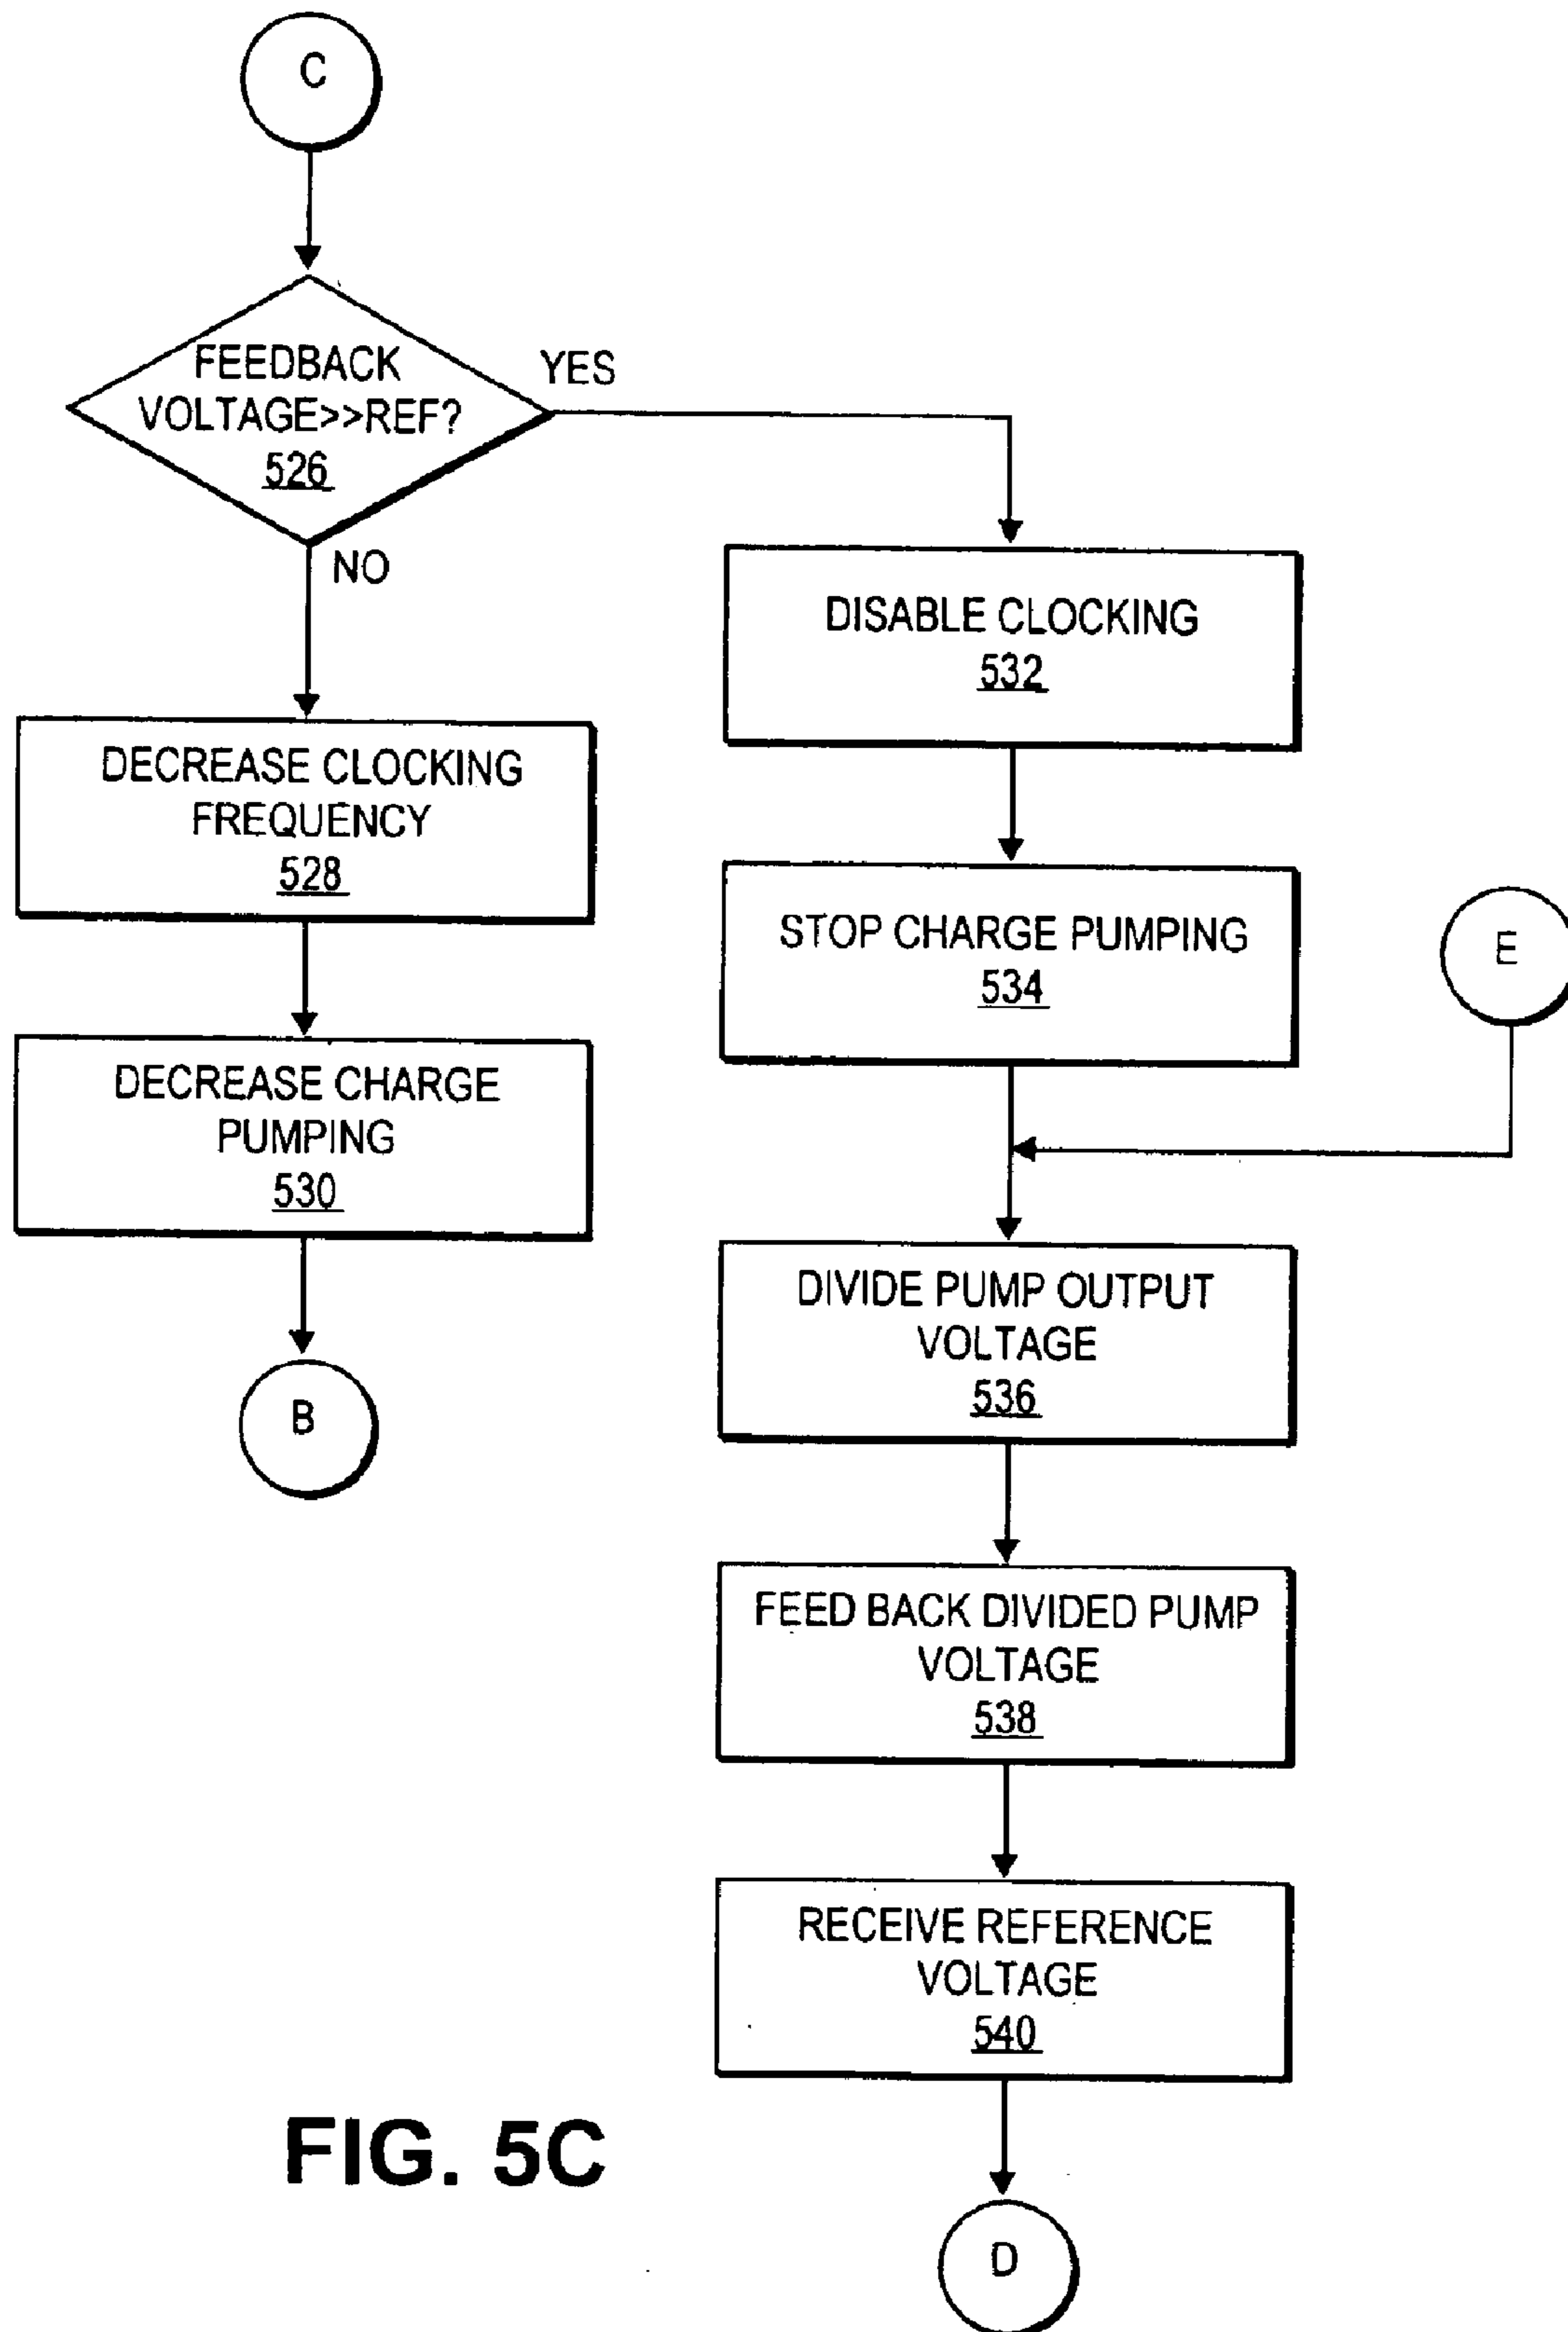 C
FEEDBACK
VOLTAGE>>REF?
526
YES
NO
DECREASE CLOCKING
FREQUENCY
528
DECREASE CHARGE
PUMPING
530
B
DISABLE CLOCKING
532
STOP CHARGE PUMPING
534
E
DIVIDE PUMP OUTPUT
VOLTAGE
536
FEED BACK DIVIDED PUMP
VOLTAGE
538
RECEIVE REFERENCE
VOLTAGE
540
D
FIG. 5C